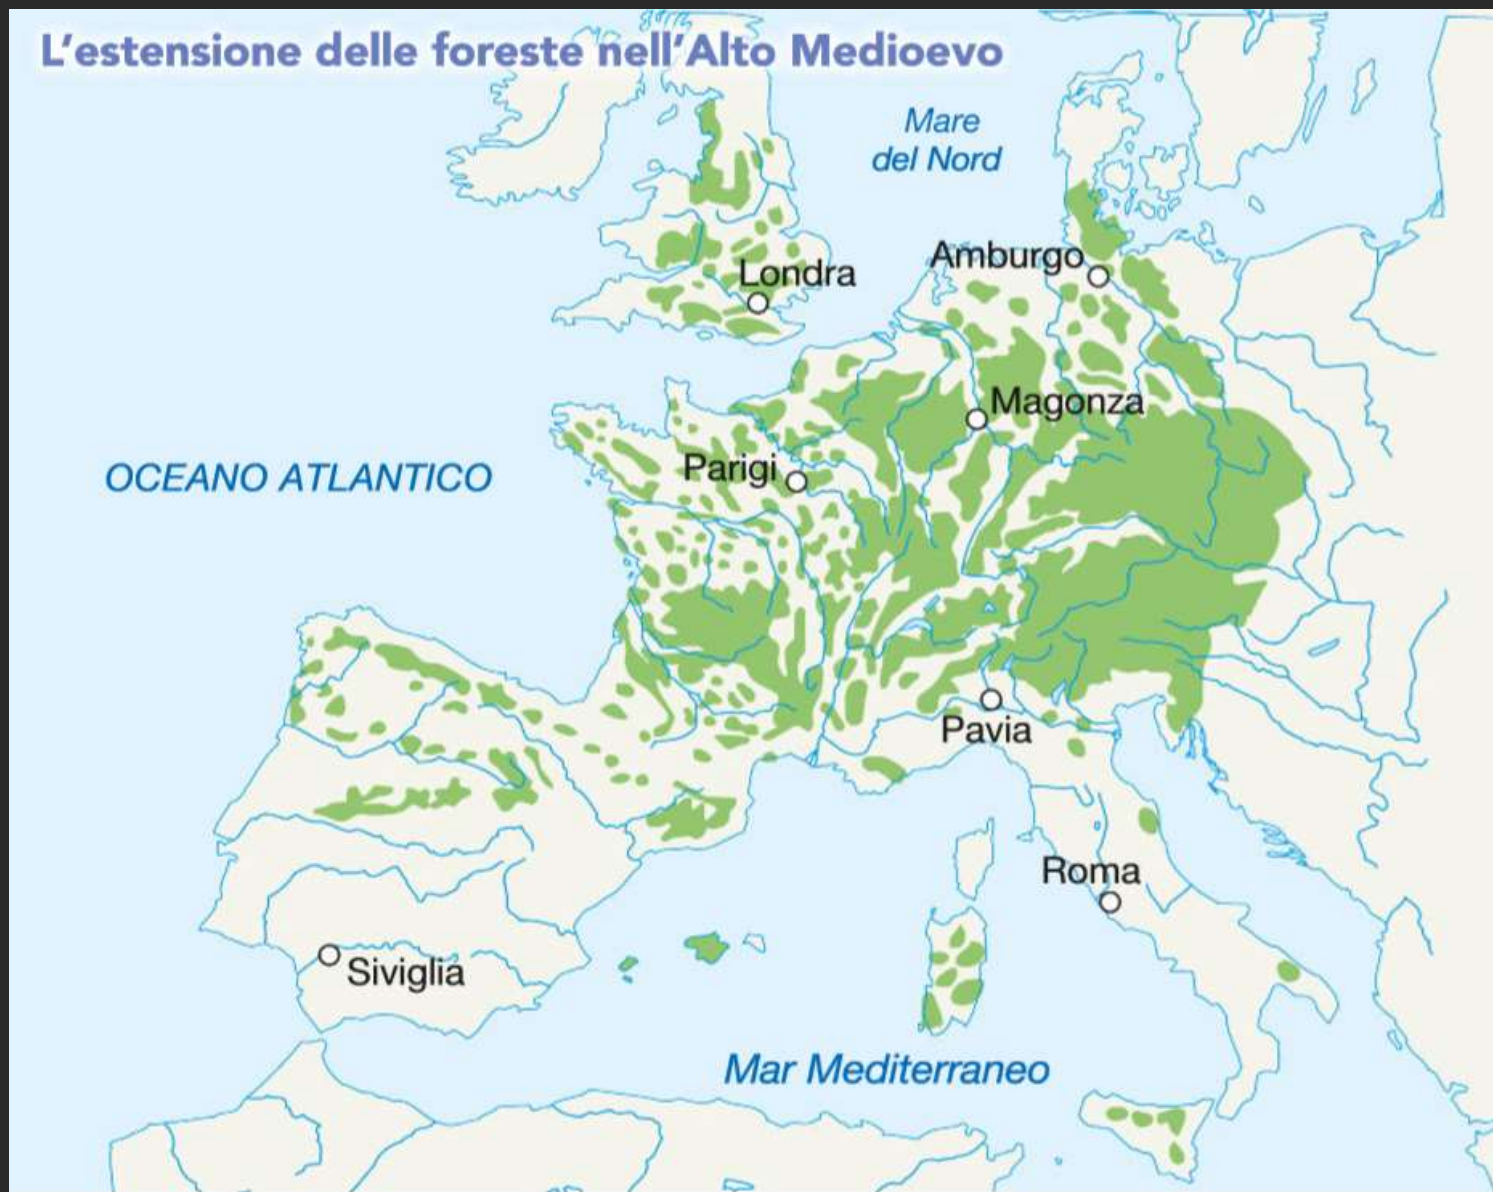 L'estensione delle foreste nell'Alto Medioevo
Mare
del Nord
Amburgo
Londra
Magonza
Parigi
OCEANO ATLANTICO
Pavia
Roma
Siviglia
Mar Mediterraneo